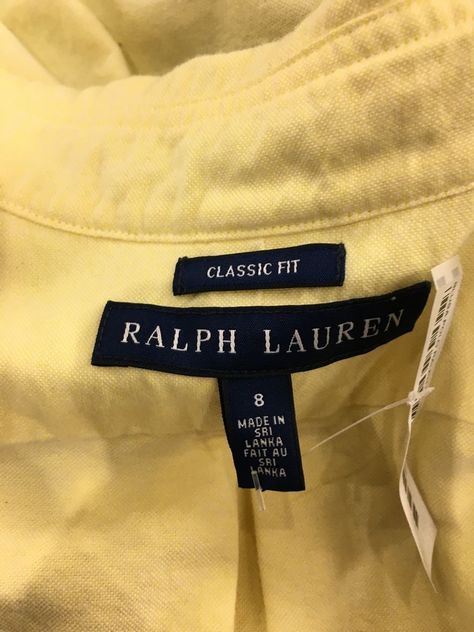 CLASSIC FIT
RALPH LAUREN
8
MADE IN
SRI
LANKA
FAIT AU
SRI
LANKA